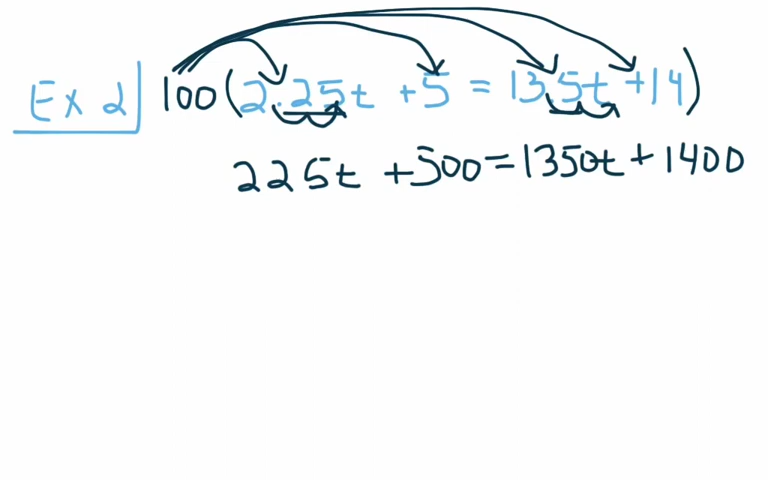 Ex 2 100(2.25t +5 = 13.5t +14)
225t +500=1350t+1400